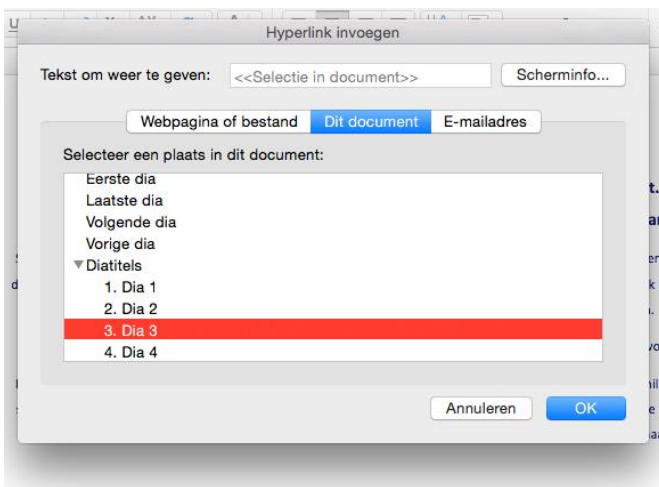 Hyperlink invoegen
Tekst om weer te geven: <<Selectie in document>> Scherminfo...
Webpagina of bestand Dit document E-mailadres
Selecteer een plaats in dit document:
Eerste dia
Laatste dia
Volgende dia
Vorige dia
Diatitels
1. Dia 1
2. Dia 2
3. Dia 3
4. Dia 4
Annuleren OK